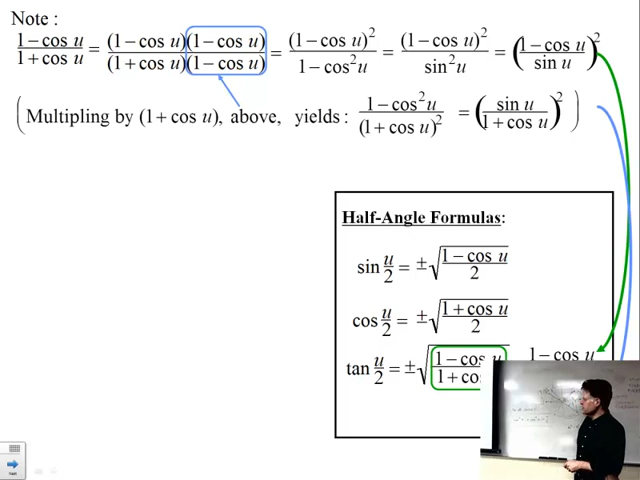 Note :
1 − cos u / 1 + cos u = (1 − cos u)(1 − cos u) / (1 + cos u)(1 − cos u) = (1 − cos u)² / 1 − cos²u = (1 − cos u)² / sin²u = (1 − cos u / sin u)²
(Multipling by (1 + cos u), above, yields : 1 − cos²u / (1 + cos u)² = (sin u / 1 + cos u)²)
Half-Angle Formulas:
sin u/2 = ±√(1 − cos u / 2)
cos u/2 = ±√(1 + cos u / 2)
tan u/2 = ±√(1 − cos u / 1 + cos 1 − cos u